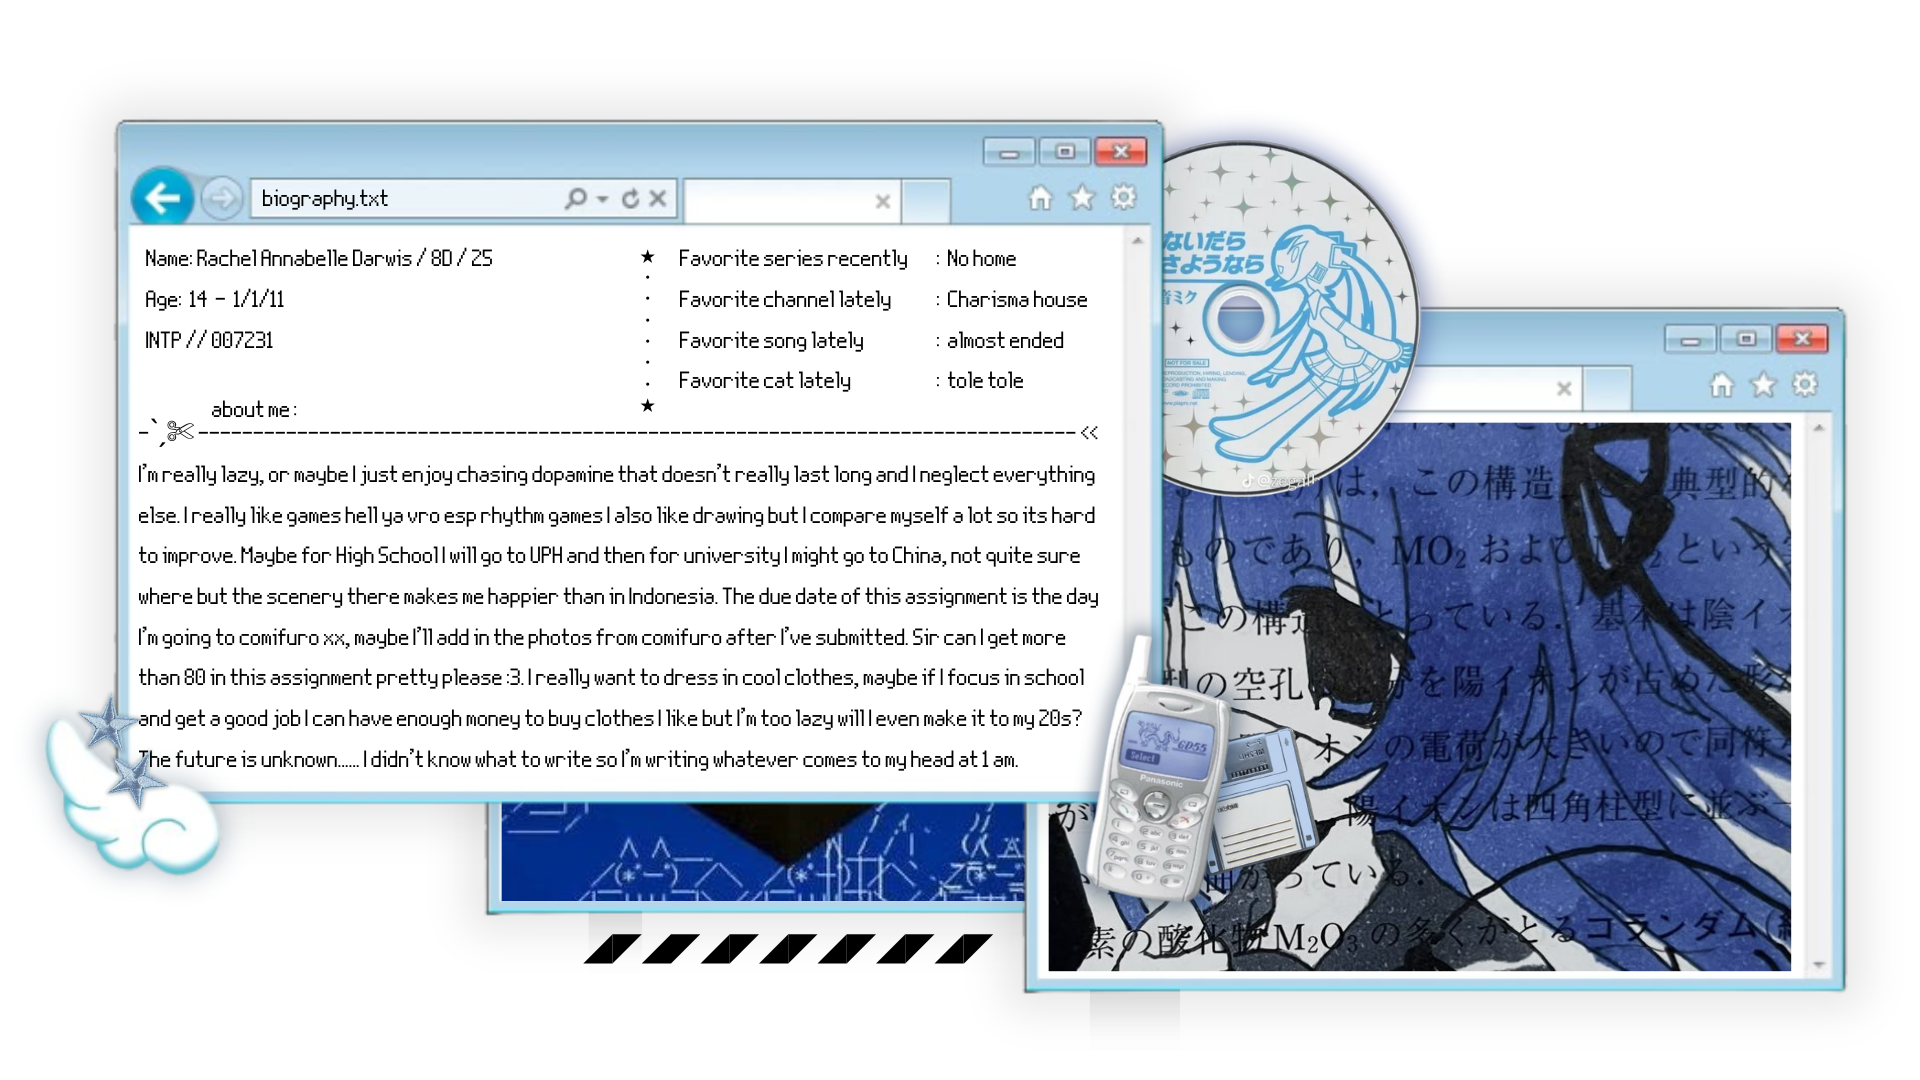 biography.txt
Name: Rachel Annabelle Darwis / 8D / 25
Age: 14 - 1/1/11
INTP // 007231
Favorite series recently : No home
Favorite channel lately : Charisma house
Favorite song lately : almost ended
Favorite cat lately : tole tole
about me :
I'm really lazy, or maybe I just enjoy chasing dopamine that doesn't really last long and I neglect everything
else. I really like games hell ya vro esp rhythm games I also like drawing but I compare myself a lot so its hard
to improve. Maybe for High School I will go to UPH and then for university I might go to China, not quite sure
where but the scenery there makes me happier than in Indonesia. The due date of this assignment is the day
I'm going to comifuro xx, maybe I'll add in the photos from comifuro after I've submitted. Sir can I get more
than 80 in this assignment pretty please :3. I really want to dress in cool clothes, maybe if I focus in school
and get a good job I can have enough money to buy clothes I like but I'm too lazy will I even make it to my 20s?
The future is unknown...... I didn't know what to write so I'm writing whatever comes to my head at 1 am.
ないだら
さようなら
音ミク
NOT FOR SALE
は，この構造
典型的
ものであり，MO₂ および
という
この構造
とっている．基本は陰イ
型の空孔
を陽イオンが占めた形
オンの電荷が大きいので同符
陽イオンは四角柱型に並ぶ
曲がっている．
素の酸化物 M₂O₃ の多くがとるコランダム
GD55
Select
Panasonic